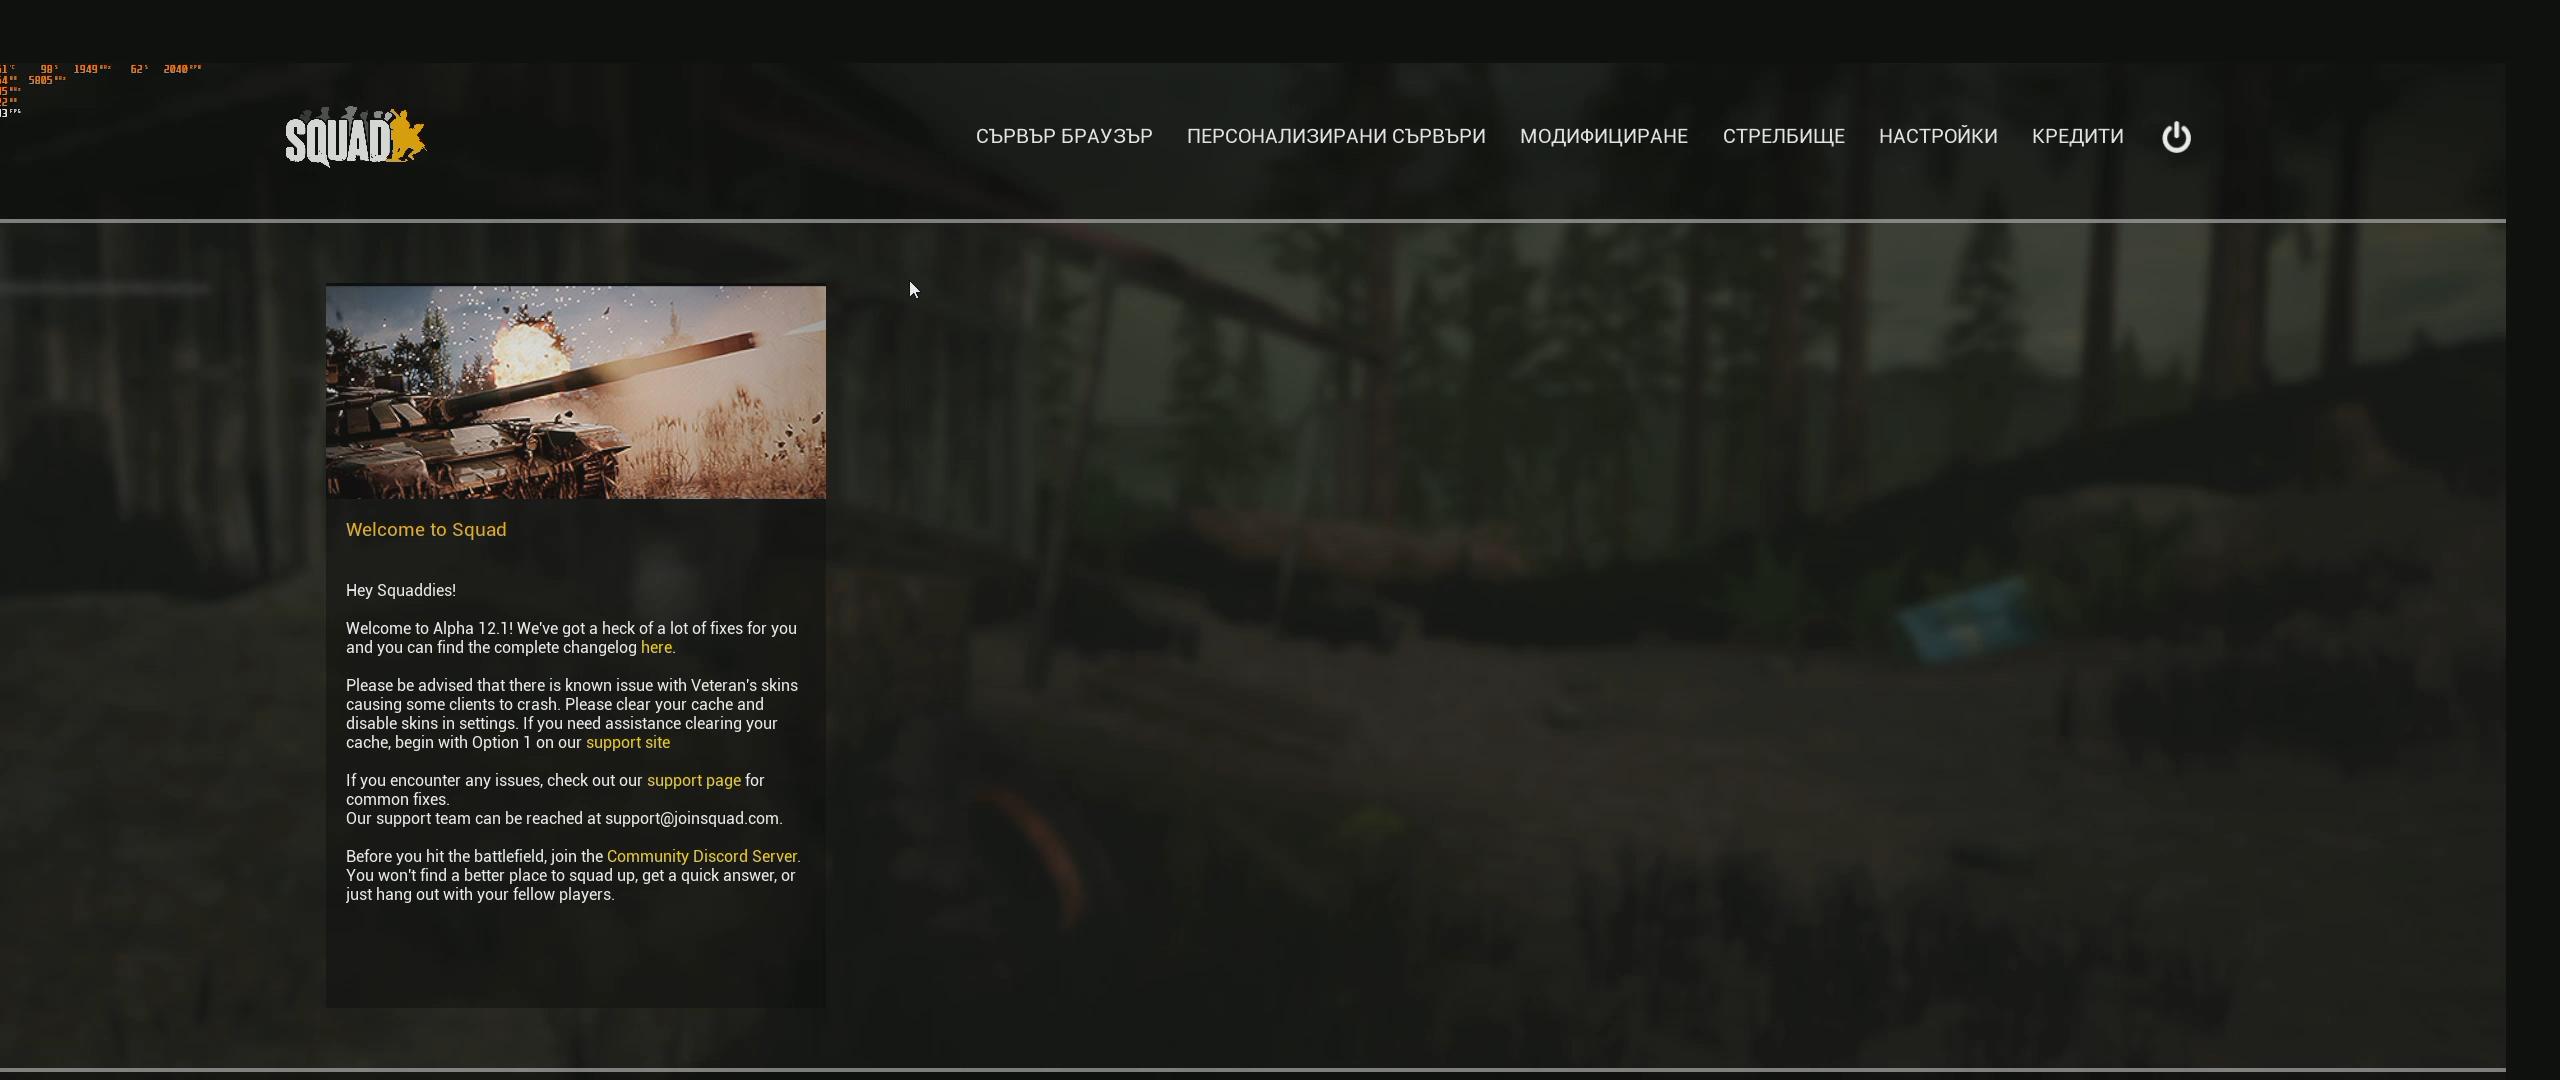 98 1949 62 2040
5805
SQUAD
СЪРВЪР БРАУЗЪР ПЕРСОНАЛИЗИРАНИ СЪРВЪРИ МОДИФИЦИРАНЕ СТРЕЛБИЩЕ НАСТРОЙКИ КРЕДИТИ
Welcome to Squad
Hey Squaddies!
Welcome to Alpha 12.1! We've got a heck of a lot of fixes for you
and you can find the complete changelog here.
Please be advised that there is known issue with Veteran's skins
causing some clients to crash. Please clear your cache and
disable skins in settings. If you need assistance clearing your
cache, begin with Option 1 on our support site
If you encounter any issues, check out our support page for
common fixes.
Our support team can be reached at support@joinsquad.com.
Before you hit the battlefield, join the Community Discord Server.
You won't find a better place to squad up, get a quick answer, or
just hang out with your fellow players.